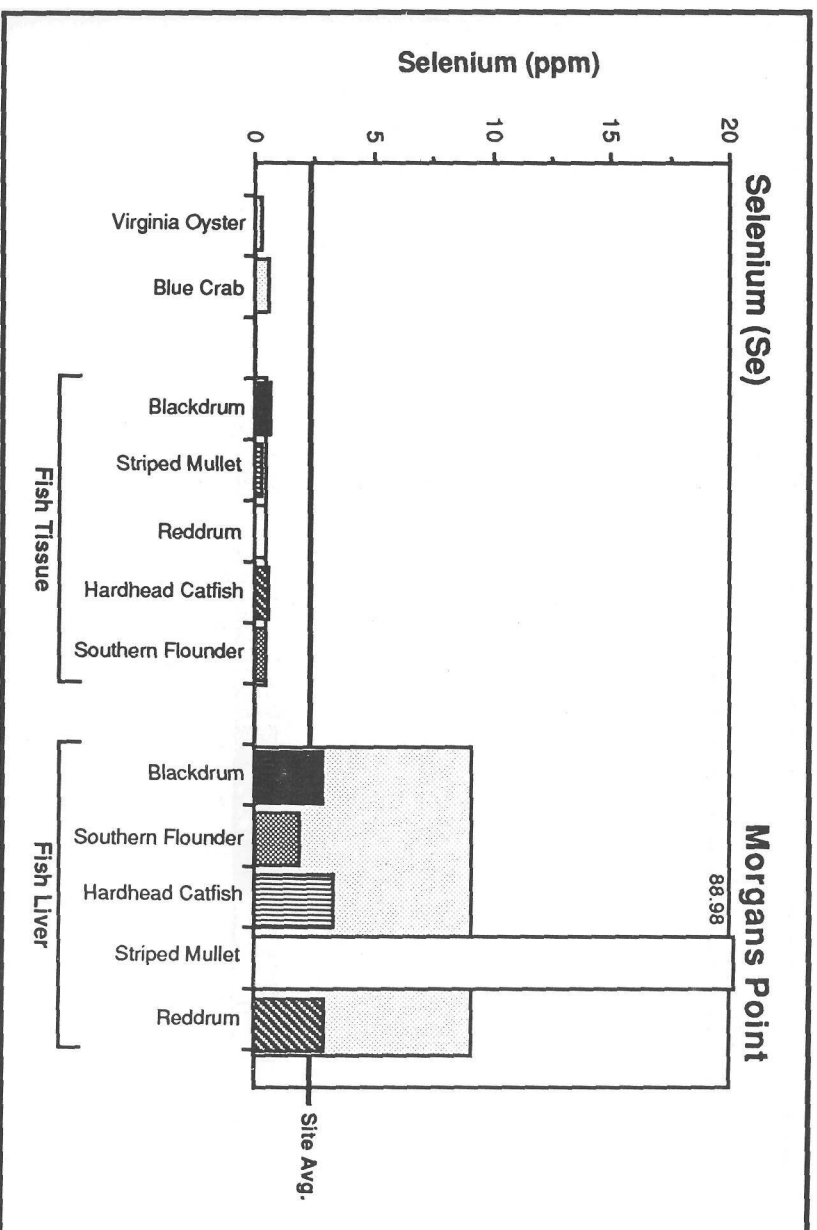 Selenium (Se)
Morgans Point
Selenium (ppm)
20
15
10
5
0
88.98
Site Avg.
Virginia Oyster
Blue Crab
Blackdrum
Striped Mullet
Reddrum
Hardhead Catfish
Southern Flounder
Blackdrum
Southern Flounder
Hardhead Catfish
Striped Mullet
Reddrum
Fish Tissue
Fish Liver